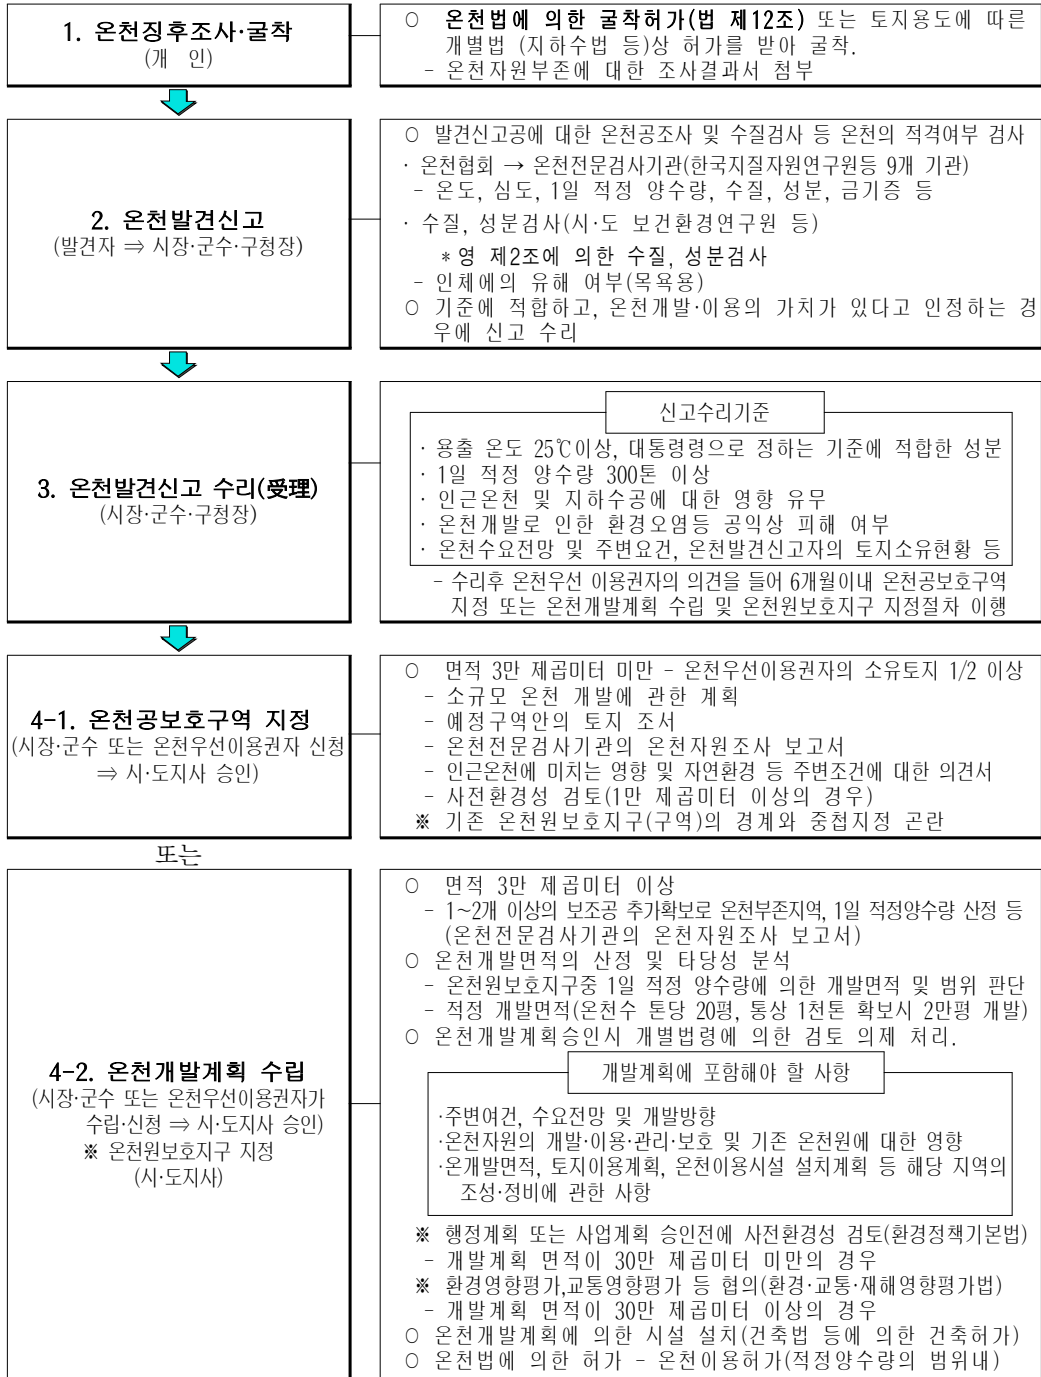 1. 온천징후조사·굴착
(개 인)
○ 온천법에 의한 굴착허가(법 제12조) 또는 토지용도에 따른
개별법 (지하수법 등)상 허가를 받아 굴착.
- 온천자원부존에 대한 조사결과서 첨부
2. 온천발견신고
(발견자 ⇒ 시장·군수·구청장)
○ 발견신고공에 대한 온천공조사 및 수질검사 등 온천의 적격여부 검사
· 온천협회 → 온천전문검사기관(한국지질자원연구원등 9개 기관)
- 온도, 심도, 1일 적정 양수량, 수질, 성분, 금기증 등
· 수질, 성분검사(시·도 보건환경연구원 등)
* 영 제2조에 의한 수질, 성분검사
- 인체에의 유해 여부(목욕용)
○ 기준에 적합하고, 온천개발·이용의 가치가 있다고 인정하는 경
우에 신고 수리
3. 온천발견신고 수리(受理)
(시장·군수·구청장)
신고수리기준
· 용출 온도 25℃이상, 대통령령으로 정하는 기준에 적합한 성분
· 1일 적정 양수량 300톤 이상
· 인근온천 및 지하수공에 대한 영향 유무
· 온천개발로 인한 환경오염등 공익상 피해 여부
· 온천수요전망 및 주변요건, 온천발견신고자의 토지소유현황 등
- 수리후 온천우선 이용권자의 의견을 들어 6개월이내 온천공보호구역
지정 또는 온천개발계획 수립 및 온천원보호지구 지정절차 이행
4-1. 온천공보호구역 지정
(시장·군수 또는 온천우선이용권자 신청
⇒ 시·도지사 승인)
○ 면적 3만 제곱미터 미만 - 온천우선이용권자의 소유토지 1/2 이상
- 소규모 온천 개발에 관한 계획
- 예정구역안의 토지 조서
- 온천전문검사기관의 온천자원조사 보고서
- 인근온천에 미치는 영향 및 자연환경 등 주변조건에 대한 의견서
- 사전환경성 검토(1만 제곱미터 이상의 경우)
※ 기존 온천원보호지구(구역)의 경계와 중첩지정 곤란
또는
4-2. 온천개발계획 수립
(시장·군수 또는 온천우선이용권자가
수립·신청 ⇒ 시·도지사 승인)
※ 온천원보호지구 지정
(시·도지사)
○ 면적 3만 제곱미터 이상
- 1~2개 이상의 보조공 추가확보로 온천부존지역, 1일 적정양수량 산정 등
(온천전문검사기관의 온천자원조사 보고서)
○ 온천개발면적의 산정 및 타당성 분석
- 온천원보호지구중 1일 적정 양수량에 의한 개발면적 및 범위 판단
- 적정 개발면적(온천수 톤당 20평, 통상 1천톤 확보시 2만평 개발)
○ 온천개발계획승인시 개별법령에 의한 검토 의제 처리.
개발계획에 포함해야 할 사항
·주변여건, 수요전망 및 개발방향
·온천자원의 개발·이용·관리·보호 및 기존 온천원에 대한 영향
·온개발면적, 토지이용계획, 온천이용시설 설치계획 등 해당 지역의
조성·정비에 관한 사항
※ 행정계획 또는 사업계획 승인전에 사전환경성 검토(환경정책기본법)
- 개발계획 면적이 30만 제곱미터 미만의 경우
※ 환경영향평가,교통영향평가 등 협의(환경·교통·재해영향평가법)
- 개발계획 면적이 30만 제곱미터 이상의 경우
○ 온천개발계획에 의한 시설 설치(건축법 등에 의한 건축허가)
○ 온천법에 의한 허가 - 온천이용허가(적정양수량의 범위내)